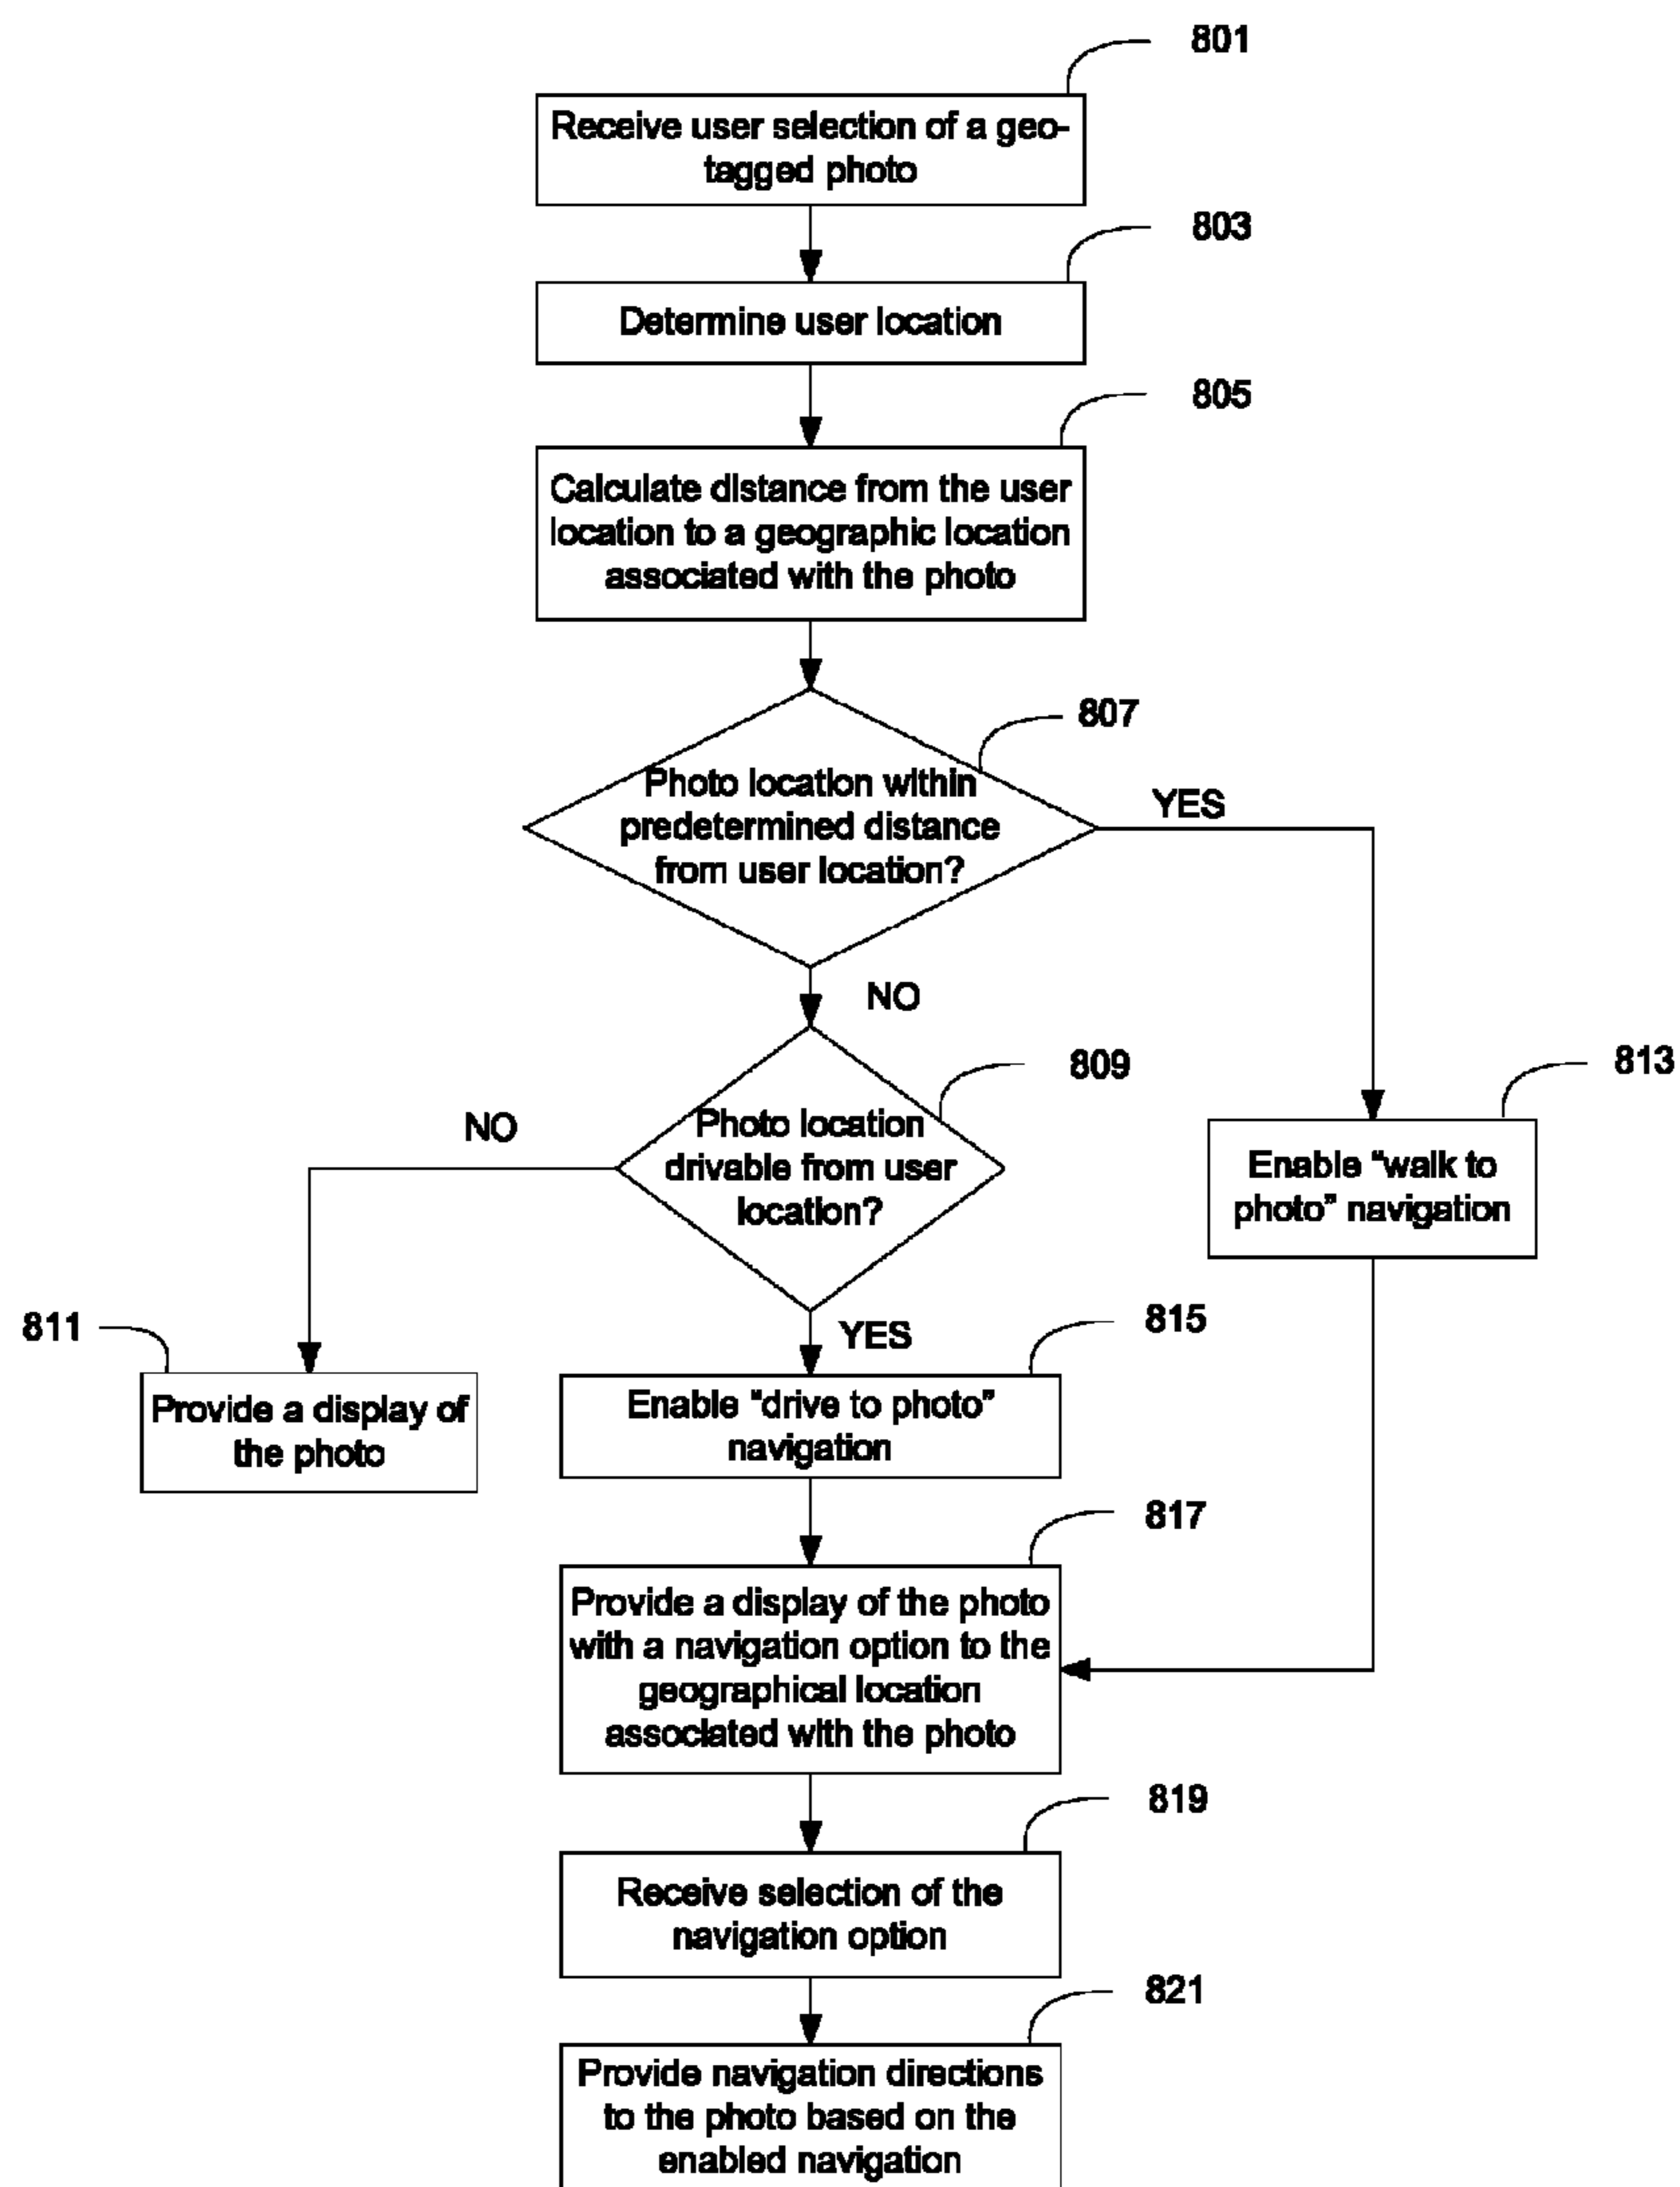 801
Receive user selection of a geo-
tagged photo
803
Determine user location
805
Calculate distance from the user
location to a geographic location
associated with the photo
807
Photo location within
predetermined distance
from user location?
YES
NO
809
Photo location
drivable from user
location?
NO
813
Enable "walk to
photo" navigation
811
Provide a display of
the photo
YES
815
Enable "drive to photo"
navigation
817
Provide a display of the photo
with a navigation option to the
geographical location
associated with the photo
819
Receive selection of the
navigation option
821
Provide navigation directions
to the photo based on the
enabled navigation